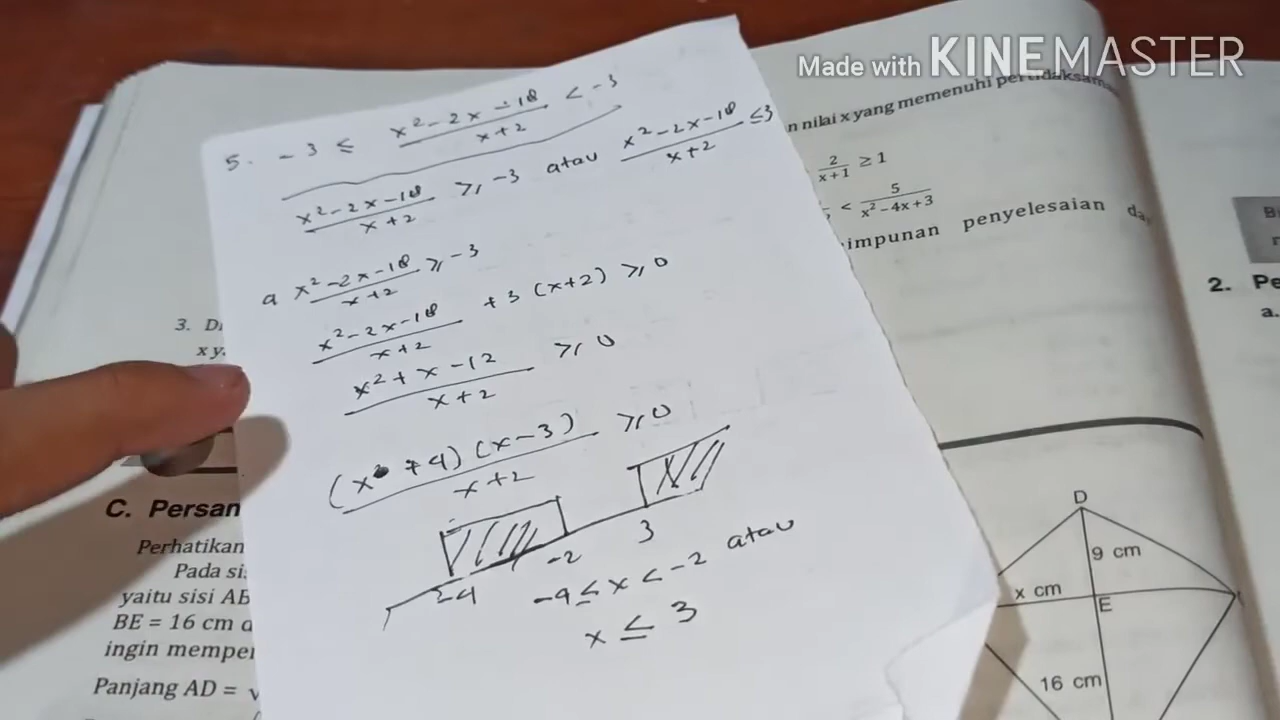 Made with KINEMASTER
5. -3 ≤ x² - 2x - 18 / x+2 < -3
x² - 2x - 18 / x+2 ≥ -3 atau x² - 2x - 18 / x+2 ≤ 3
a x² - 2x - 18 / x+2 ≥ -3
x² - 2x - 18 / x+2 + 3 (x+2) ≥ 0
x² + x - 12 / x+2 ≥ 0
(x + 4) (x - 3) / x+2 ≥ 0
-4 -2 3
-4 ≤ x < -2 atau
x ≤ 3
n nilai x yang memenuhi
2 / x+1 ≥ 1
< 5 / x² - 4x + 3
impunan penyelesaian da
3. D
x y
C. Persan
Perhatikan
Pada si
yaitu sisi AB
BE = 16 cm d
ingin memper
Panjang AD = √
2. Pe
a.
D
9 cm
x cm
E
16 cm